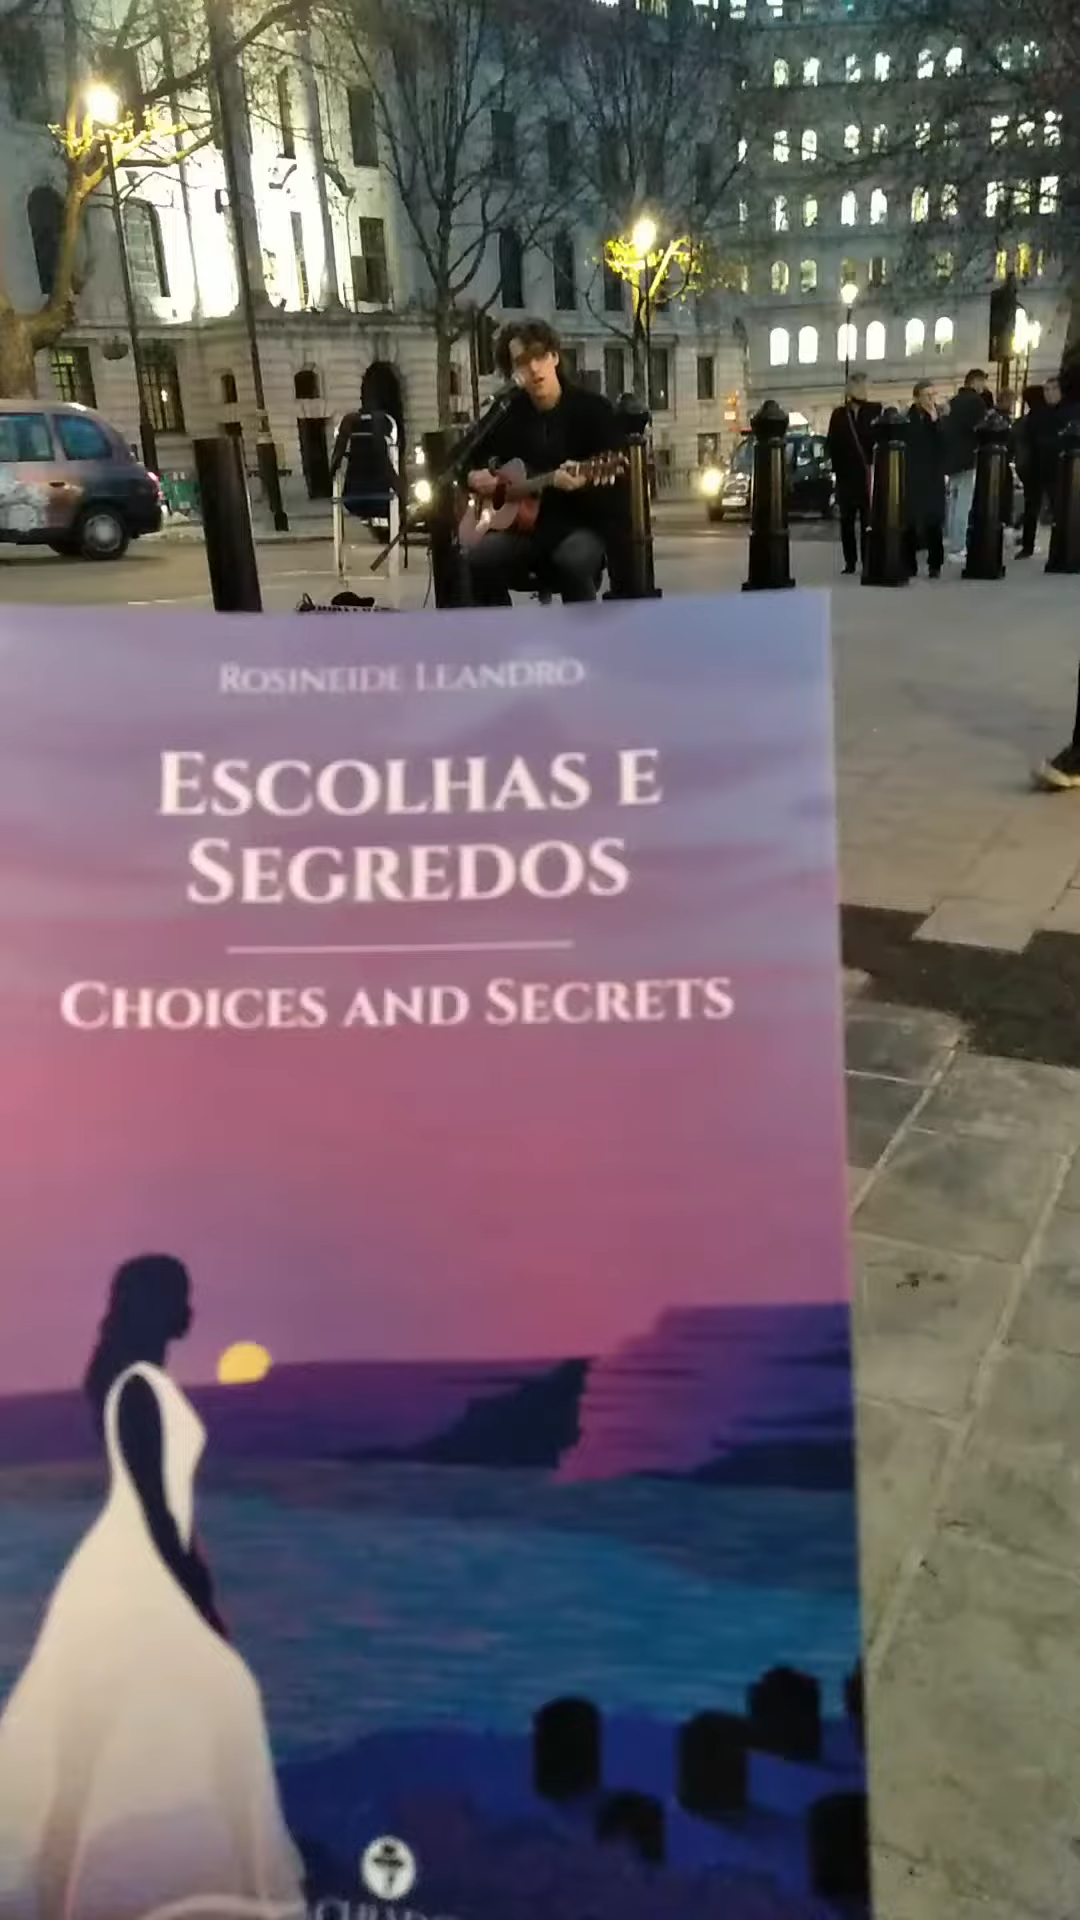 Rosineide Leandro
Escolhas e
Segredos
Choices and Secrets